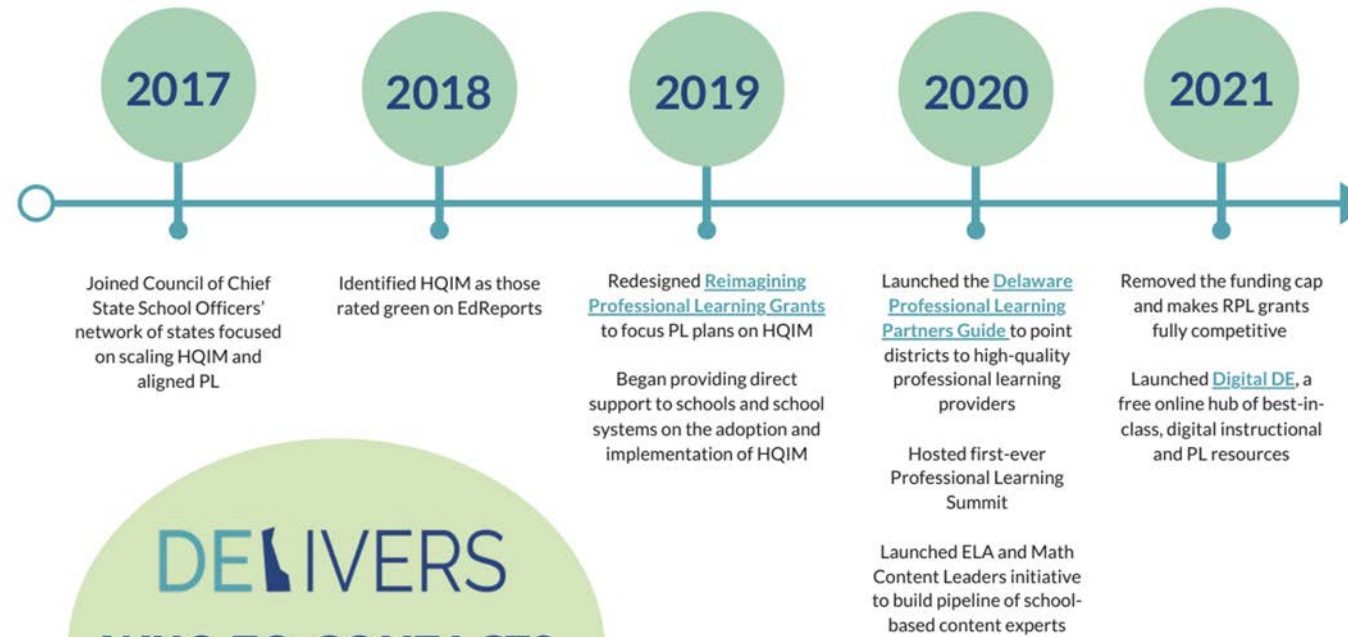 2017
2018
2019
2020
2021
Joined Council of Chief
State School Officers'
network of states focused
on scaling HQIM and
aligned PL
Identified HQIM as those
rated green on EdReports
Redesigned Reimagining
Professional Learning Grants
to focus PL plans on HQIM
Began providing direct
support to schools and school
systems on the adoption and
implementation of HQIM
Launched the Delaware
Professional Learning
Partners Guide to point
districts to high-quality
professional learning
providers
Hosted first-ever
Professional Learning
Summit
Launched ELA and Math
Content Leaders initiative
to build pipeline of school-
based content experts
Removed the funding cap
and makes RPL grants
fully competitive
Launched Digital DE, a
free online hub of best-in-
class, digital instructional
and PL resources
DELIVERS